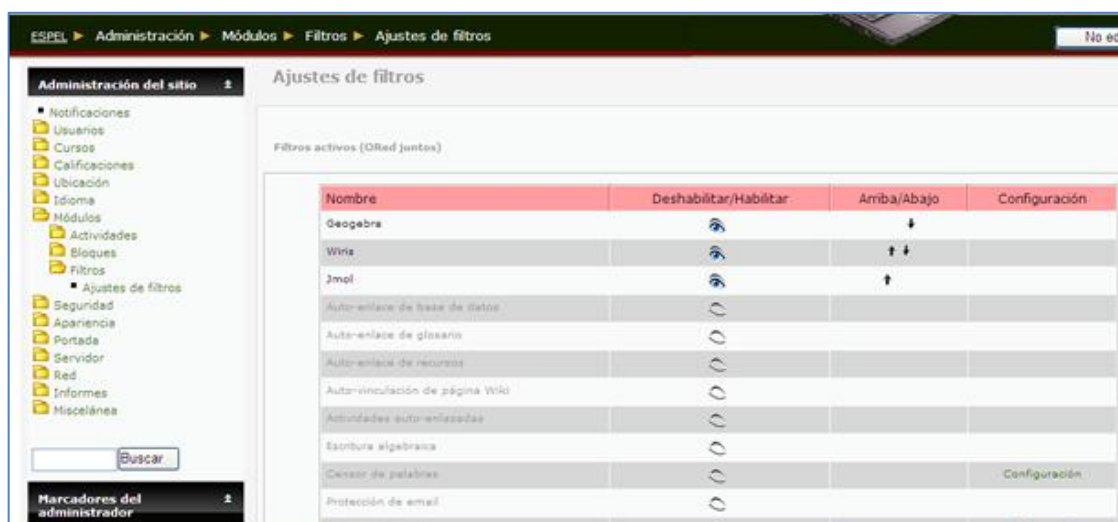 ESPEL ► Administración ► Módulos ► Filtros ► Ajustes de filtros
No ed
Administración del sitio
Notificaciones
Usuarios
Cursos
Calificaciones
Ubicación
Idioma
Módulos
Actividades
Bloques
Filtros
Ajustes de filtros
Seguridad
Apariencia
Portada
Servidor
Red
Informes
Miscelánea
Buscar
Marcadores del
administrador
Ajustes de filtros
Filtros activos (ORed juntos)
Nombre Deshabilitar/Habilitar Arriba/Abajo Configuración
Geogebra
Wiris
Jmol
Auto-enlace de base de datos
Auto-enlace de glosario
Auto-enlace de recursos
Auto-vinculación de página Wiki
Actividades auto-enlazadas
Escritura algebraica
Censor de palabras Configuración
Protección de email